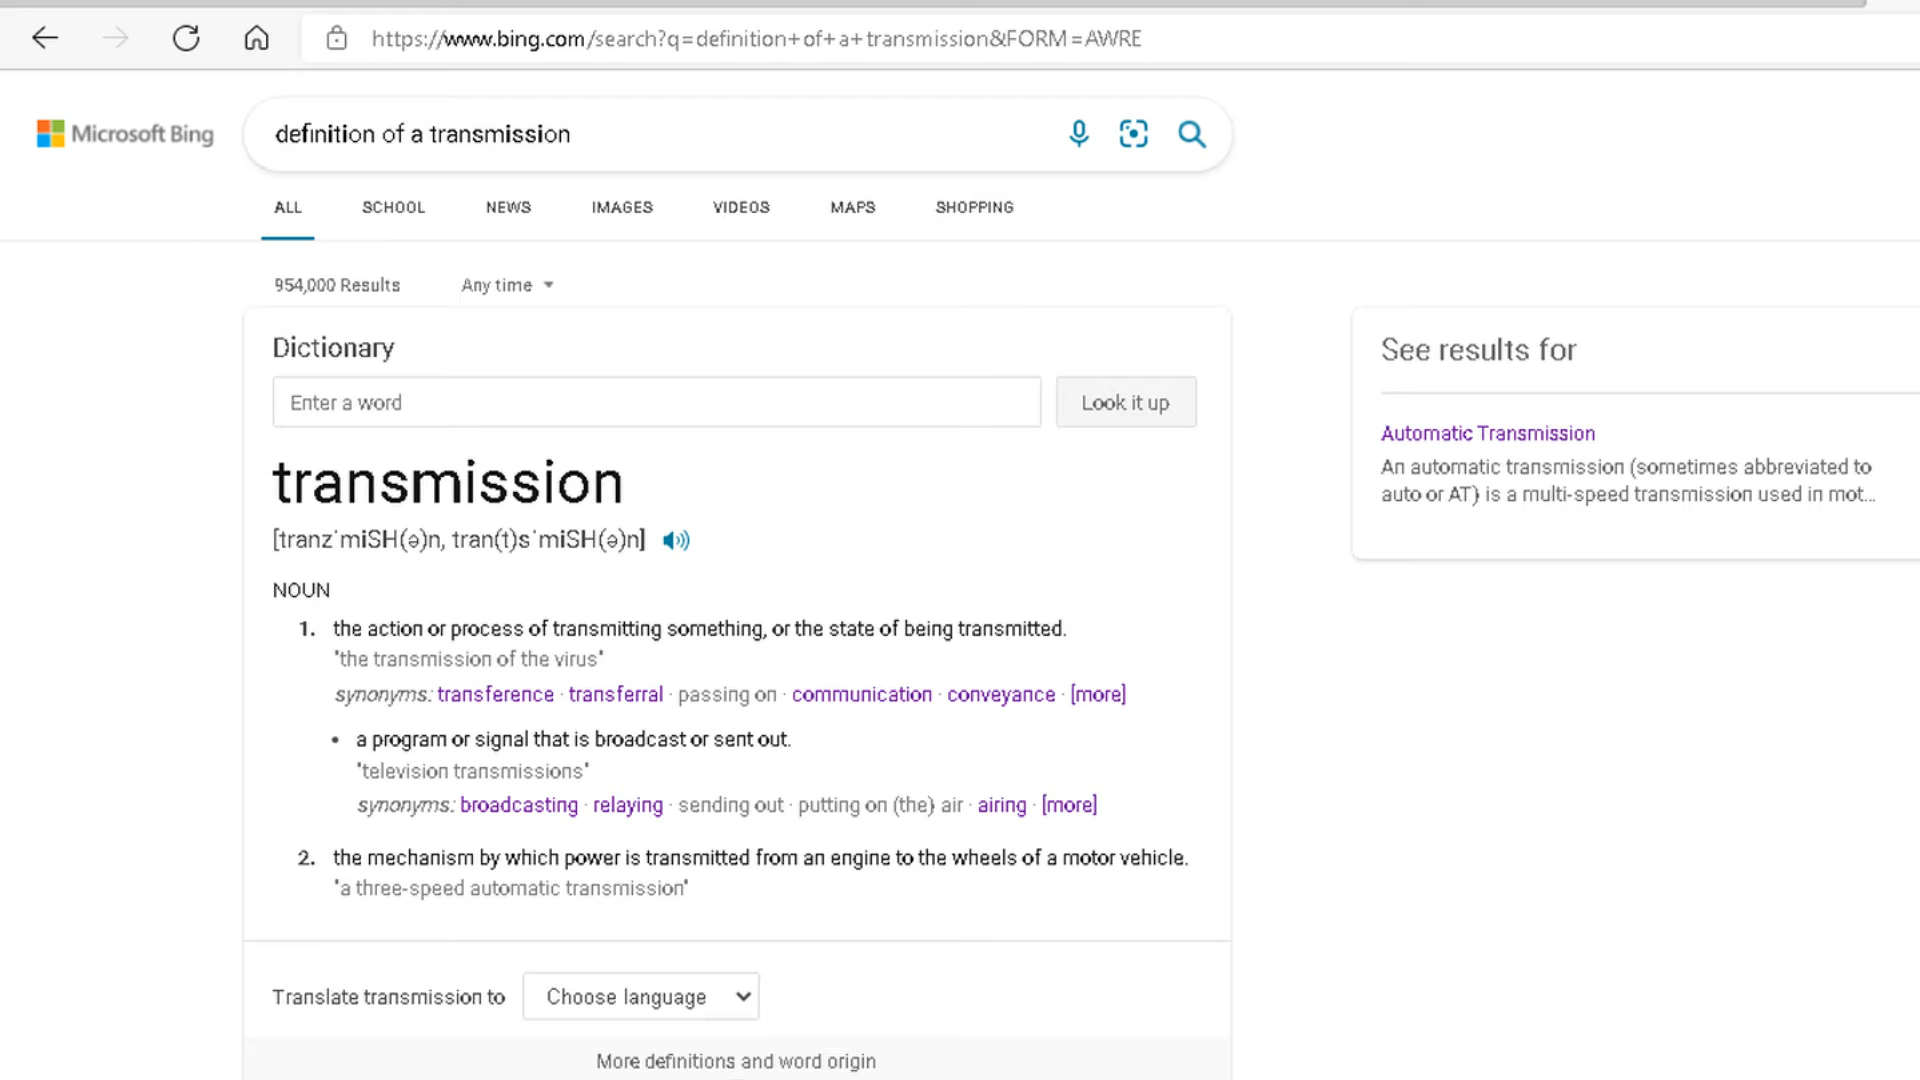 https://www.bing.com/search?q=definition+of+a+transmission&FORM=AWRE
Microsoft Bing
definition of a transmission
ALL SCHOOL NEWS IMAGES VIDEOS MAPS SHOPPING
954,000 Results Any time
Dictionary
Enter a word Look it up
transmission
[tranzˈmiSH(ə)n, tran(t)sˈmiSH(ə)n]
NOUN
1. the action or process of transmitting something, or the state of being transmitted.
"the transmission of the virus"
synonyms: transference · transferral · passing on · communication · conveyance · [more]
• a program or signal that is broadcast or sent out.
"television transmissions"
synonyms: broadcasting · relaying · sending out · putting on (the) air · airing · [more]
2. the mechanism by which power is transmitted from an engine to the wheels of a motor vehicle.
"a three-speed automatic transmission"
Translate transmission to Choose language
More definitions and word origin
See results for
Automatic Transmission
An automatic transmission (sometimes abbreviated to
auto or AT) is a multi-speed transmission used in mot...